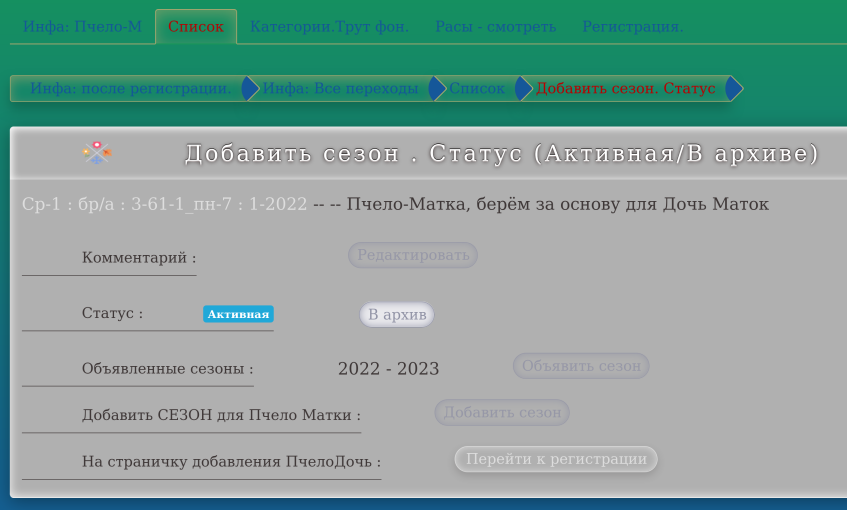 Инфа: Пчело-М Список Категории.Трут фон. Расы - смотреть Регистрация.
Инфа: после регистрации. Инфа: Все переходы Список Добавить сезон. Статус
Добавить сезон . Статус (Активная/В архиве)
Ср-1 : бр/а : 3-61-1_пн-7 : 1-2022 -- -- Пчело-Матка, берём за основу для Дочь Маток
Комментарий : Редактировать
Статус : Активная В архив
Объявленные сезоны : 2022 - 2023 Объявить сезон
Добавить СЕЗОН для Пчело Матки : Добавить сезон
На страничку добавления ПчелоДочь : Перейти к регистрации